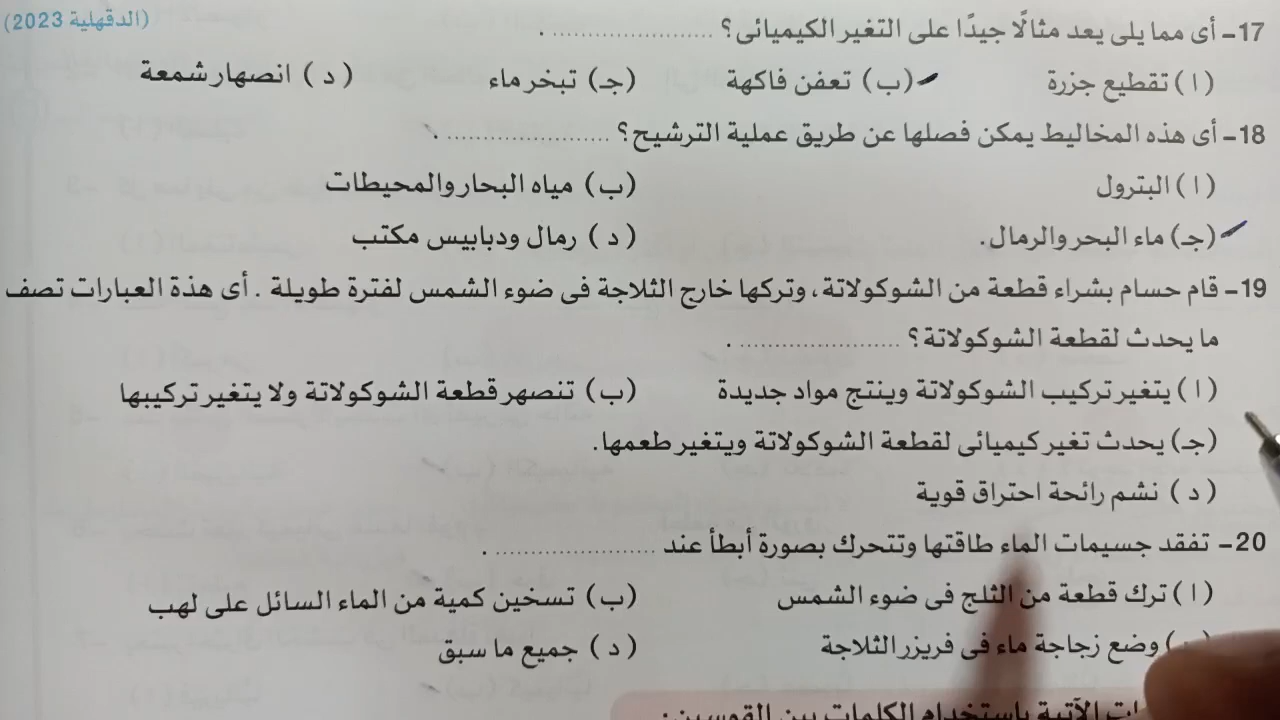 (الدقهلية 2023)
17- أى مما يلى يعد مثالًا جيدًا على التغير الكيميائى؟ .....................
( ا ) تقطيع جزرة (ب) تعفن فاكهة (جـ) تبخر ماء ( د ) انصهار شمعة
18- أى هذه المخاليط يمكن فصلها عن طريق عملية الترشيح؟ .....................
( ا ) البترول (ب) مياه البحار والمحيطات
(جـ) ماء البحر والرمال. ( د ) رمال ودبابيس مكتب
19- قام حسام بشراء قطعة من الشوكولاتة، وتركها خارج الثلاجة فى ضوء الشمس لفترة طويلة . أى هذة العبارات تصف
ما يحدث لقطعة الشوكولاتة؟ .....................
( ا ) يتغير تركيب الشوكولاتة وينتج مواد جديدة (ب) تنصهر قطعة الشوكولاتة ولا يتغير تركيبها
(جـ) يحدث تغير كيميائى لقطعة الشوكولاتة ويتغير طعمها.
( د ) نشم رائحة احتراق قوية
20- تفقد جسيمات الماء طاقتها وتتحرك بصورة أبطأ عند .....................
( ا ) ترك قطعة من الثلج فى ضوء الشمس (ب) تسخين كمية من الماء السائل على لهب
وضع زجاجة ماء فى فريزر الثلاجة ( د ) جميع ما سبق
الآتية باستخدام الكلمات بين القوسين: